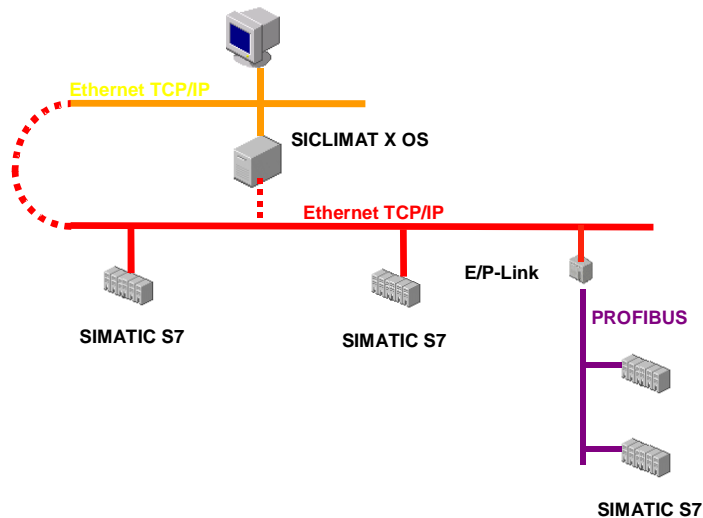 Ethernet TCP/IP
SICLIMAT X OS
Ethernet TCP/IP
E/P-Link
SIMATIC S7
SIMATIC S7
PROFIBUS
SIMATIC S7